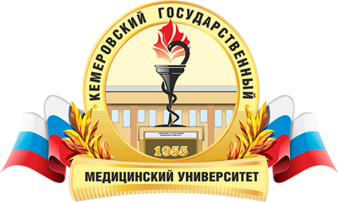 КЕМЕРОВСКИЙ ГОСУДАРСТВЕННЫЙ
1955
МЕДИЦИНСКИЙ УНИВЕРСИТЕТ